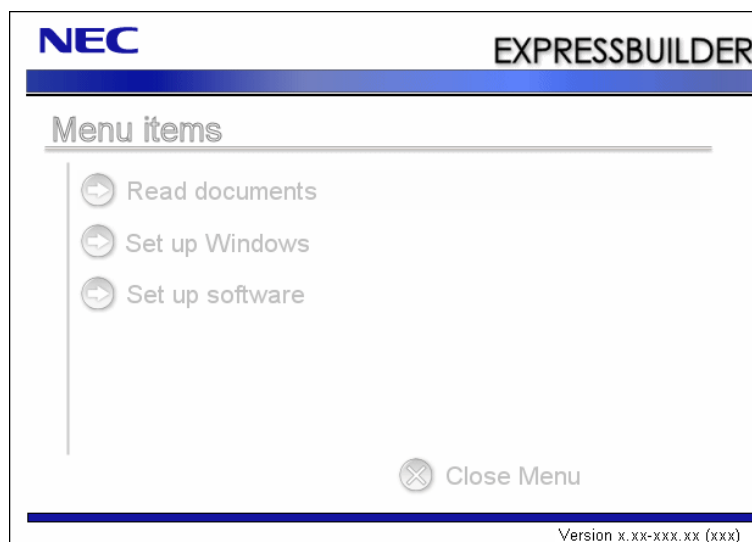 NEC
EXPRESSBUILDER
Menu items
Read documents
Set up Windows
Set up software
Close Menu
Version x.xx-xxx.xx (xxx)